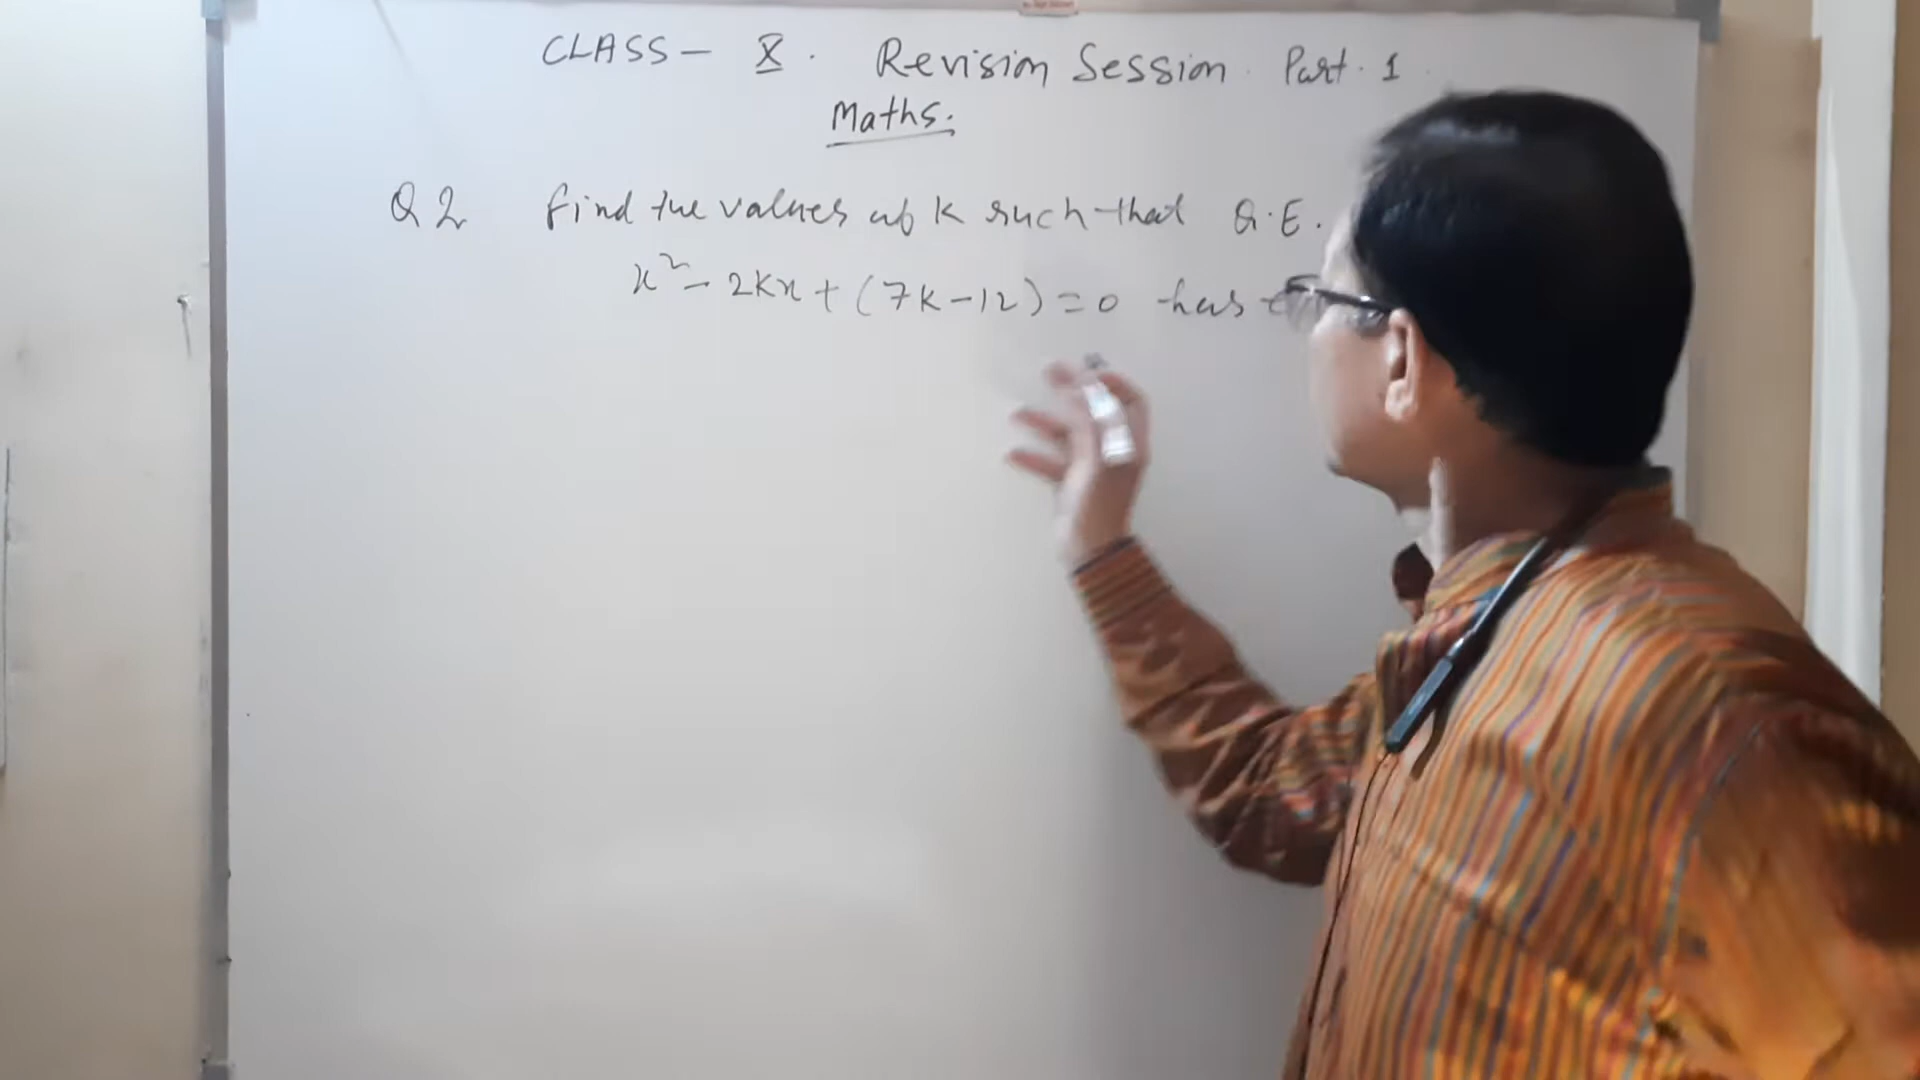 CLASS - X . Revision Session . Part . 1
Maths.
Q 2 find the values of K such that Q.E.
x² - 2Kx + (7K - 12) = 0 has